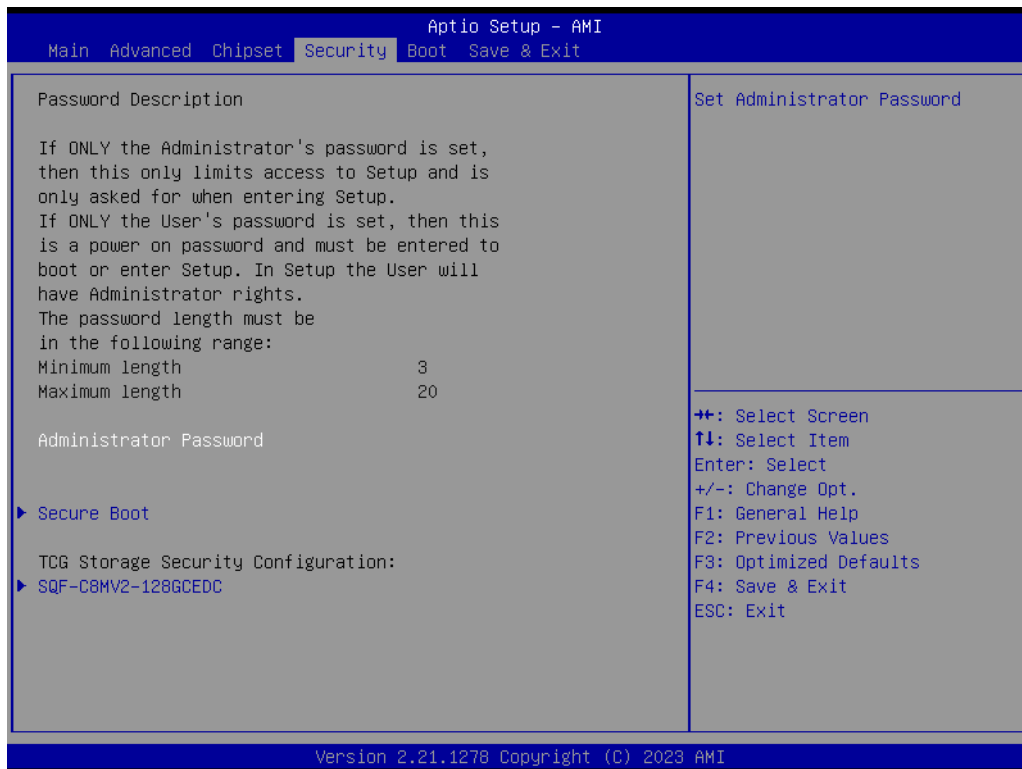 Aptio Setup – AMI
Main Advanced Chipset Security Boot Save & Exit
Password Description
If ONLY the Administrator's password is set,
then this only limits access to Setup and is
only asked for when entering Setup.
If ONLY the User's password is set, then this
is a power on password and must be entered to
boot or enter Setup. In Setup the User will
have Administrator rights.
The password length must be
in the following range:
Minimum length 3
Maximum length 20
Administrator Password
Secure Boot
TCG Storage Security Configuration:
SQF-C8MV2-128GCEDC
Set Administrator Password
→←: Select Screen
↑↓: Select Item
Enter: Select
+/-: Change Opt.
F1: General Help
F2: Previous Values
F3: Optimized Defaults
F4: Save & Exit
ESC: Exit
Version 2.21.1278 Copyright (C) 2023 AMI